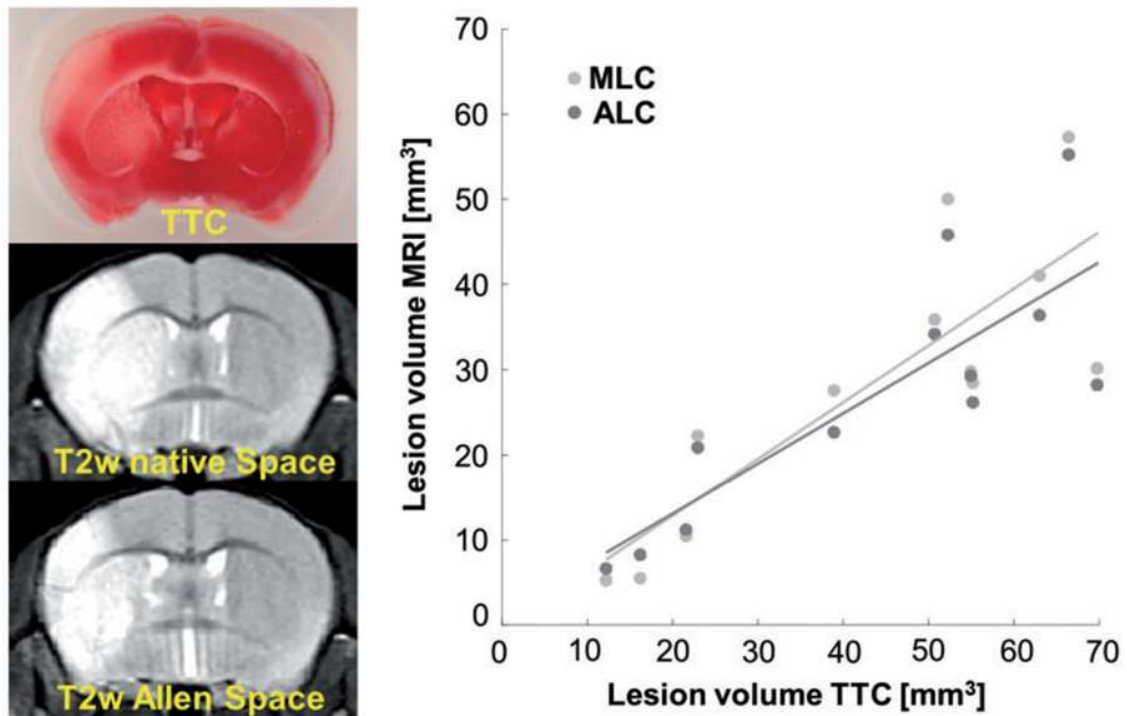 TTC
T2w native Space
T2w Allen Space
Lesion volume MRI [mm³]
70
60
50
40
30
20
10
0
MLC
ALC
0 10 20 30 40 50 60 70
Lesion volume TTC [mm³]